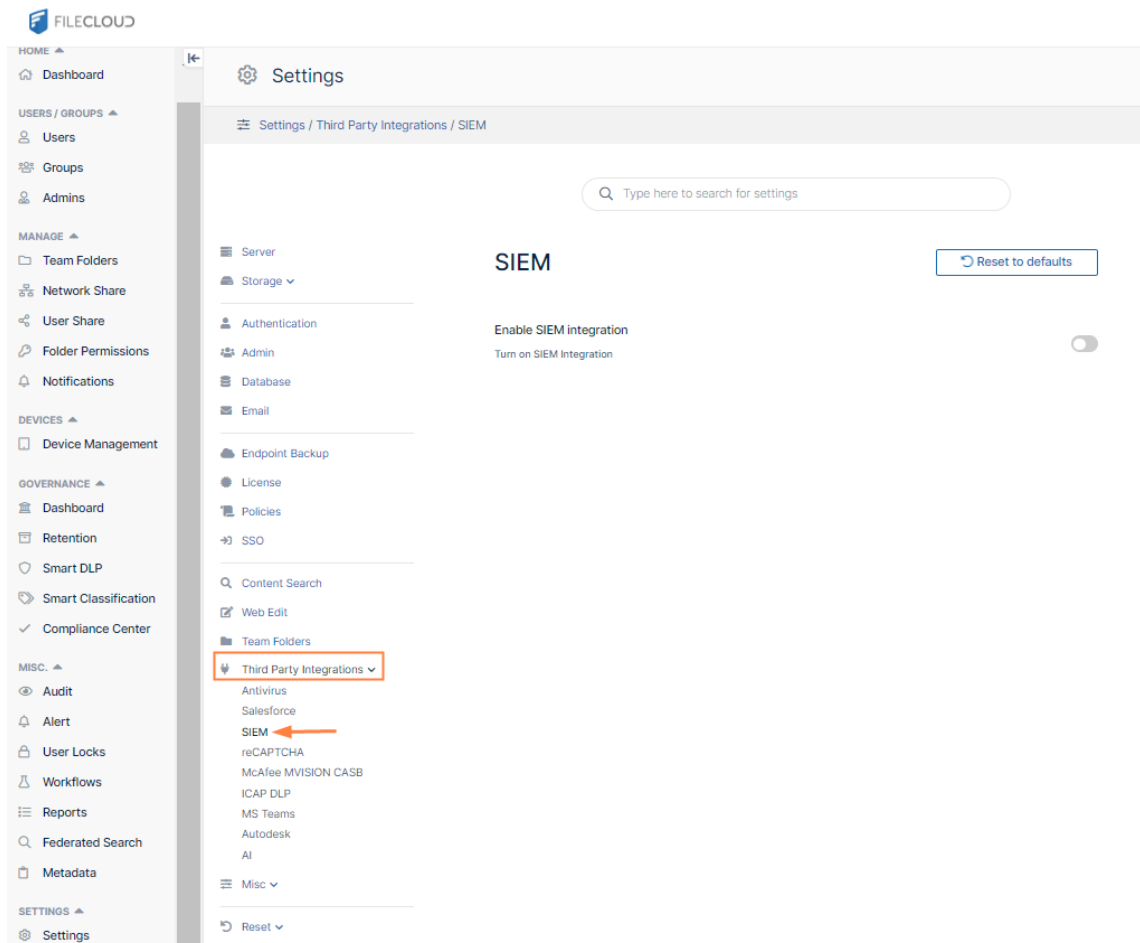 FILECLOUD
HOME
Dashboard
USERS / GROUPS
Users
Groups
Admins
MANAGE
Team Folders
Network Share
User Share
Folder Permissions
Notifications
DEVICES
Device Management
GOVERNANCE
Dashboard
Retention
Smart DLP
Smart Classification
Compliance Center
MISC.
Audit
Alert
User Locks
Workflows
Reports
Federated Search
Metadata
SETTINGS
Settings
Settings
Settings / Third Party Integrations / SIEM
Type here to search for settings
Server
Storage
Authentication
Admin
Database
Email
Endpoint Backup
License
Policies
SSO
Content Search
Web Edit
Team Folders
Third Party Integrations
Antivirus
Salesforce
SIEM
reCAPTCHA
McAfee MVISION CASB
ICAP DLP
MS Teams
Autodesk
AI
Misc
Reset
SIEM
Reset to defaults
Enable SIEM integration
Turn on SIEM Integration